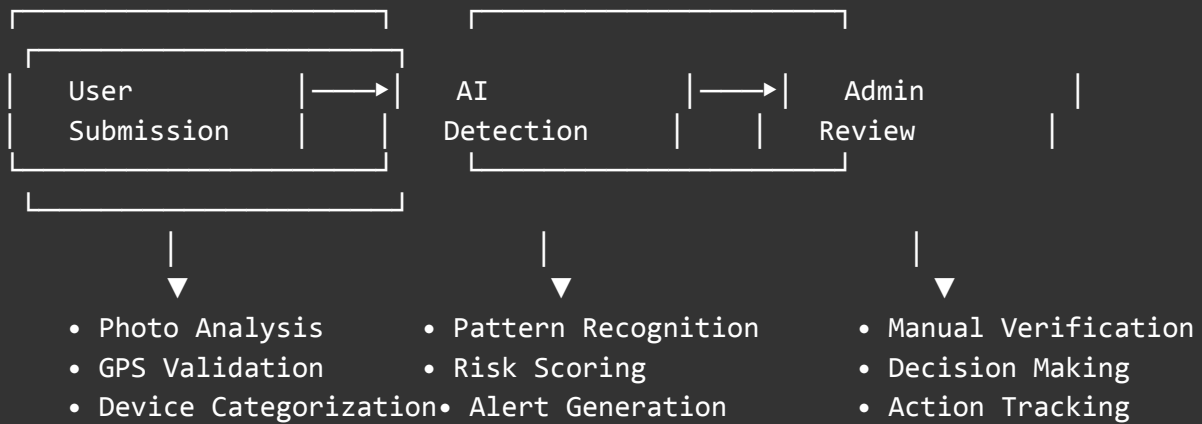 User AI Admin
Submission Detection Review
• Photo Analysis • Pattern Recognition • Manual Verification
• GPS Validation • Risk Scoring • Decision Making
• Device Categorization• Alert Generation • Action Tracking